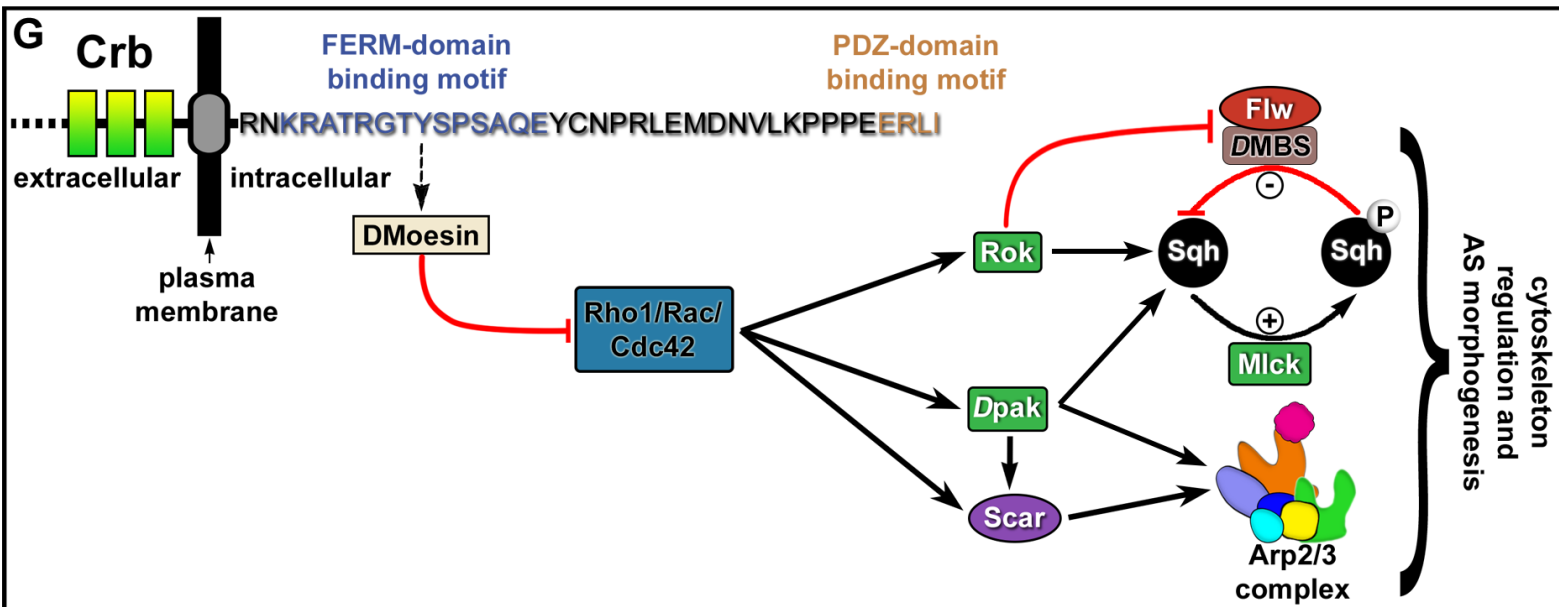 G
Crb
FERM-domain
binding motif
PDZ-domain
binding motif
RNKRATRGTYSPSAQEYCNPRLEMDNVLKPPPEERLI
extracellular
intracellular
plasma
membrane
DMoesin
Rho1/Rac/
Cdc42
Rok
Dpak
Scar
Flw
DMBS
-
Sqh
Sqh
P
+
Mlck
Arp2/3
complex
cytoskeleton
regulation and
AS morphogenesis